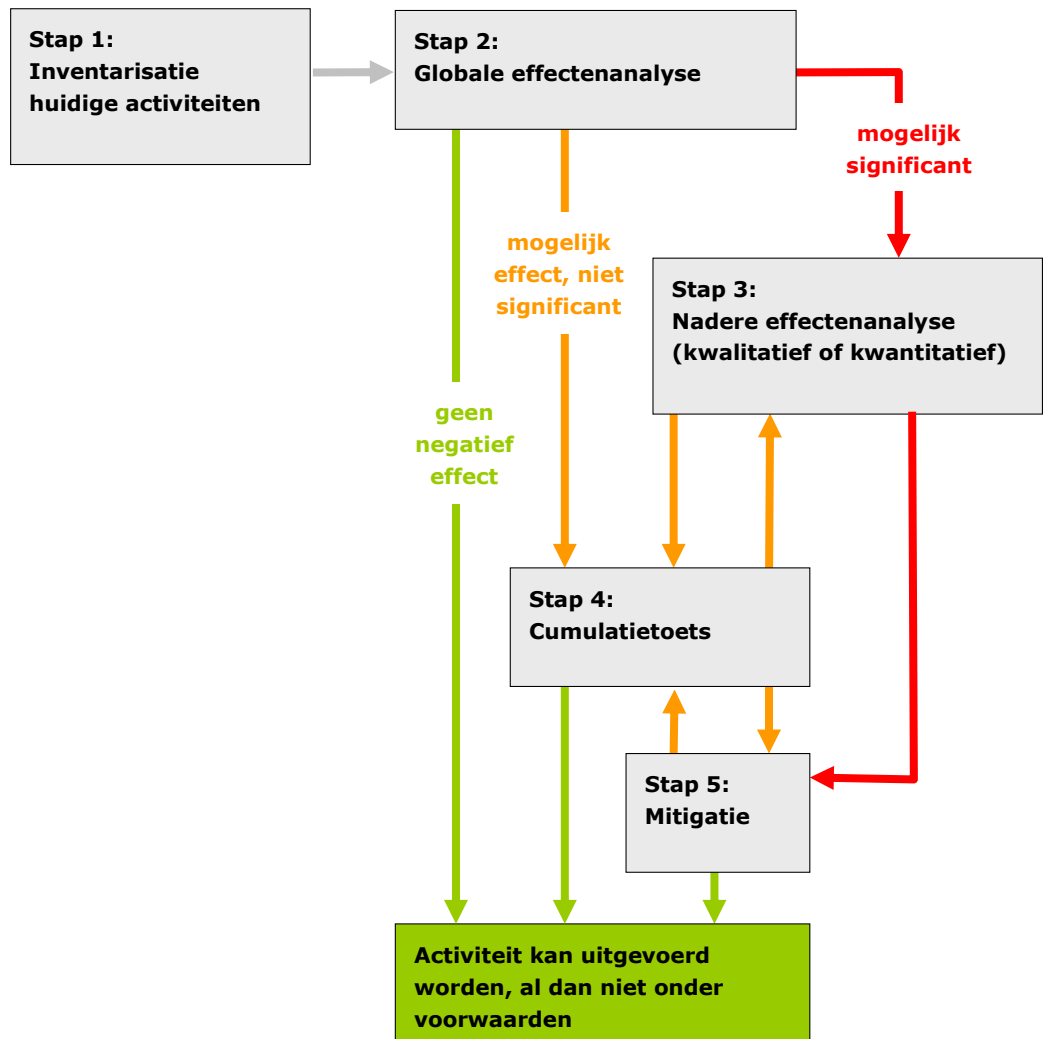 Stap 1:
Inventarisatie
huidige activiteiten
Stap 2:
Globale effectenanalyse
mogelijk
significant
mogelijk
effect, niet
significant
Stap 3:
Nadere effectenanalyse
(kwalitatief of kwantitatief)
geen
negatief
effect
Stap 4:
Cumulatietoets
Stap 5:
Mitigatie
Activiteit kan uitgevoerd
worden, al dan niet onder
voorwaarden